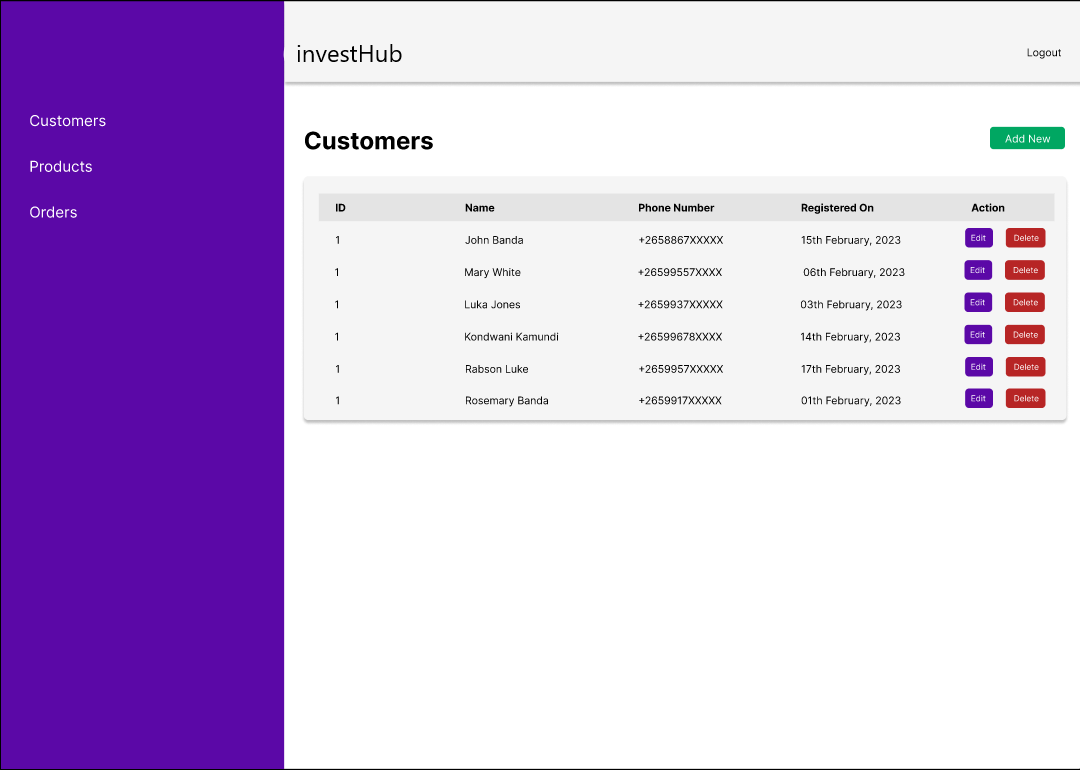 investHub
Logout
Customers
Products
Orders
Customers
Add New
ID Name Phone Number Registered On Action
1 John Banda +2658867XXXXX 15th February, 2023 Edit Delete
1 Mary White +26599557XXXX 06th February, 2023 Edit Delete
1 Luka Jones +2659937XXXXX 03th February, 2023 Edit Delete
1 Kondwani Kamundi +26599678XXXX 14th February, 2023 Edit Delete
1 Rabson Luke +2659957XXXXX 17th February, 2023 Edit Delete
1 Rosemary Banda +2659917XXXXX 01th February, 2023 Edit Delete